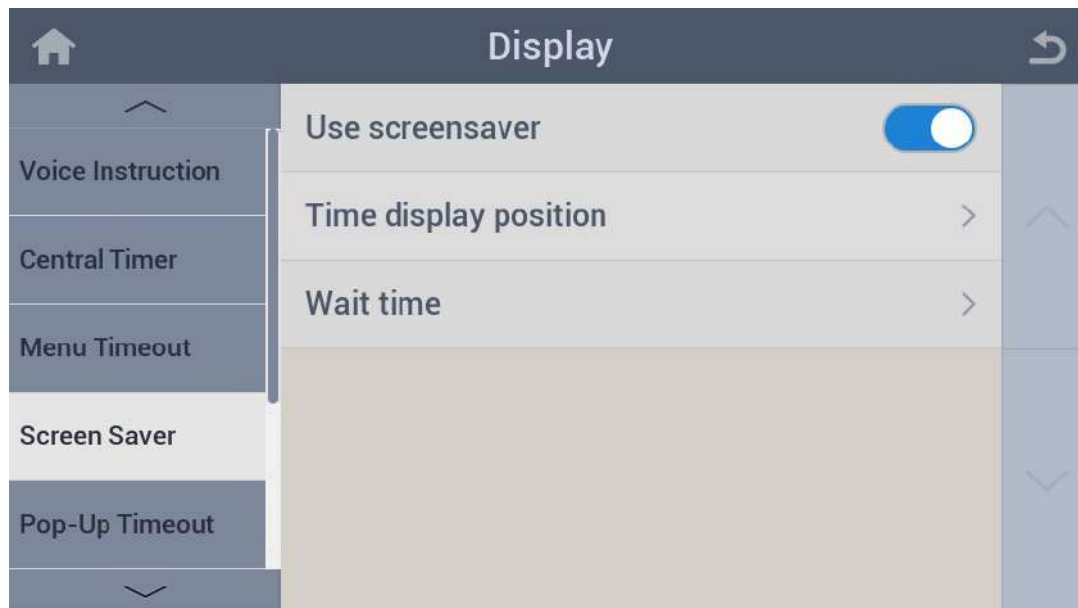 Display
Voice Instruction
Central Timer
Menu Timeout
Screen Saver
Pop-Up Timeout
Use screensaver
Time display position
Wait time